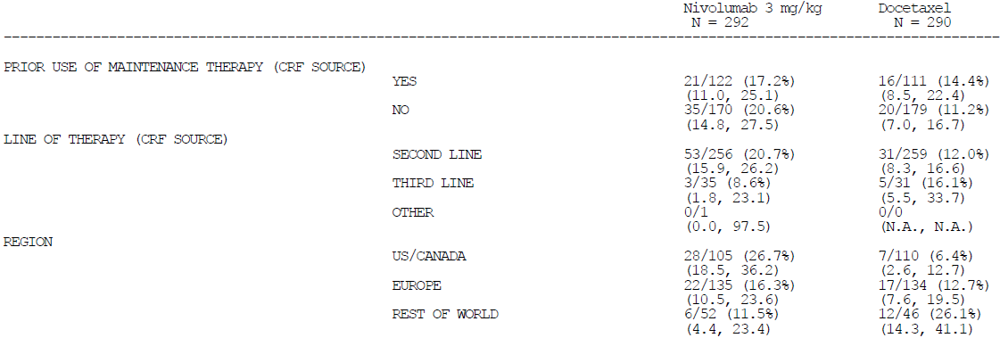 Nivolumab 3 mg/kg Docetaxel
N = 292 N = 290
PRIOR USE OF MAINTENANCE THERAPY (CRF SOURCE)
YES 21/122 (17.2%) 16/111 (14.4%)
(11.0, 25.1) (8.5, 22.4)
NO 35/170 (20.6%) 20/179 (11.2%)
(14.8, 27.5) (7.0, 16.7)
LINE OF THERAPY (CRF SOURCE)
SECOND LINE 53/256 (20.7%) 31/259 (12.0%)
(15.9, 26.2) (8.3, 16.6)
THIRD LINE 3/35 (8.6%) 5/31 (16.1%)
(1.8, 23.1) (5.5, 33.7)
OTHER 0/1 0/0
(0.0, 97.5) (N.A., N.A.)
REGION
US/CANADA 28/105 (26.7%) 7/110 (6.4%)
(18.5, 36.2) (2.6, 12.7)
EUROPE 22/135 (16.3%) 17/134 (12.7%)
(10.5, 23.6) (7.6, 19.5)
REST OF WORLD 6/52 (11.5%) 12/46 (26.1%)
(4.4, 23.4) (14.3, 41.1)